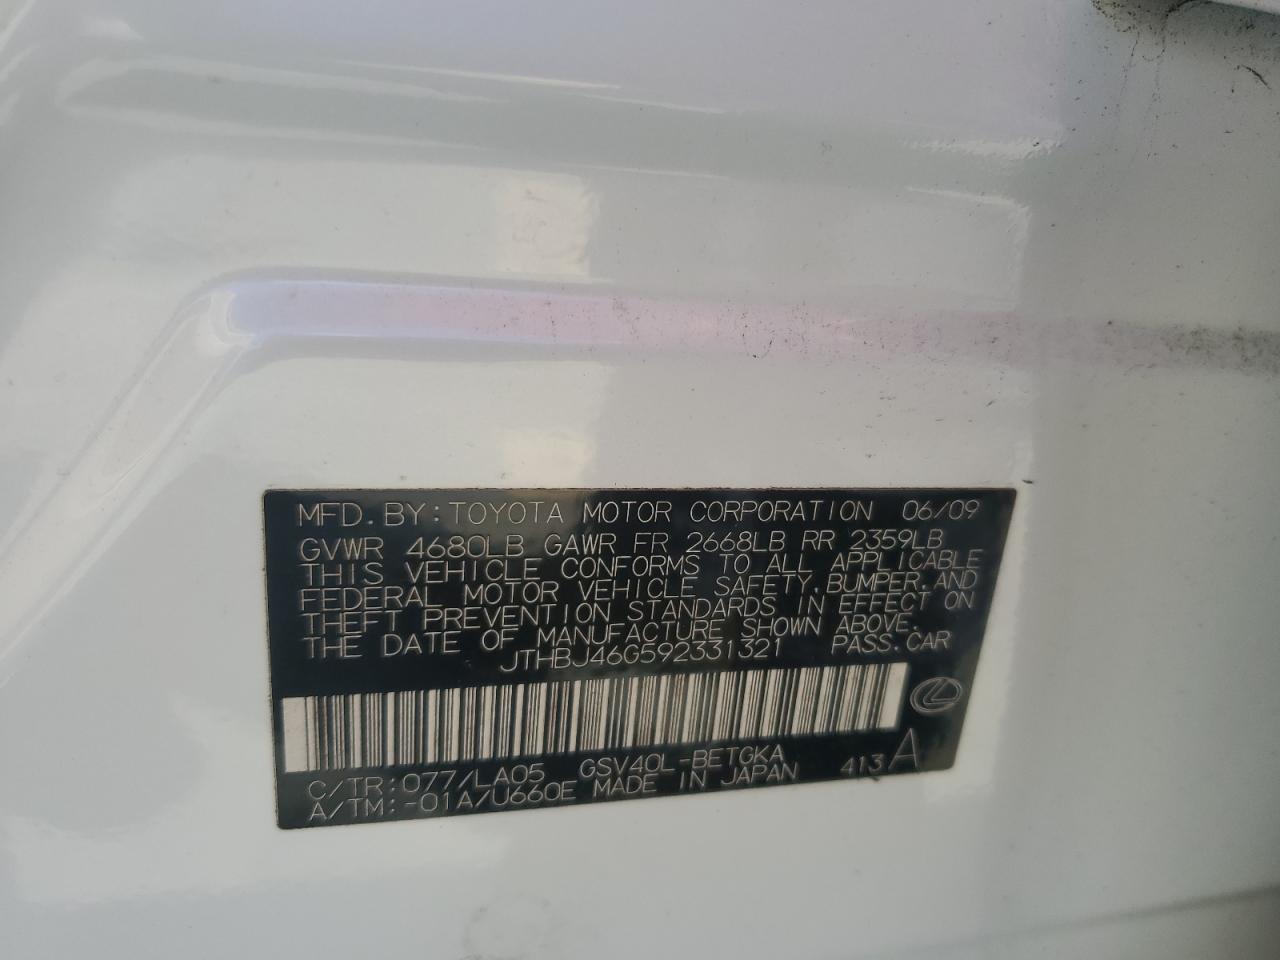 MFD. BY: TOYOTA MOTOR CORPORATION 06/09
GVWR 4680LB GAWR FR 2668LB RR 2359LB
THIS VEHICLE CONFORMS TO ALL APPLICABLE
FEDERAL MOTOR VEHICLE SAFETY, BUMPER, AND
THEFT PREVENTION STANDARDS IN EFFECT ON
THE DATE OF MANUFACTURE SHOWN ABOVE.
JTHBJ46G592331321 PASS. CAR
C/TR: 077/LA05 GSV40L-BETGKA 413 A
A/TM: -01A/U660E MADE IN JAPAN